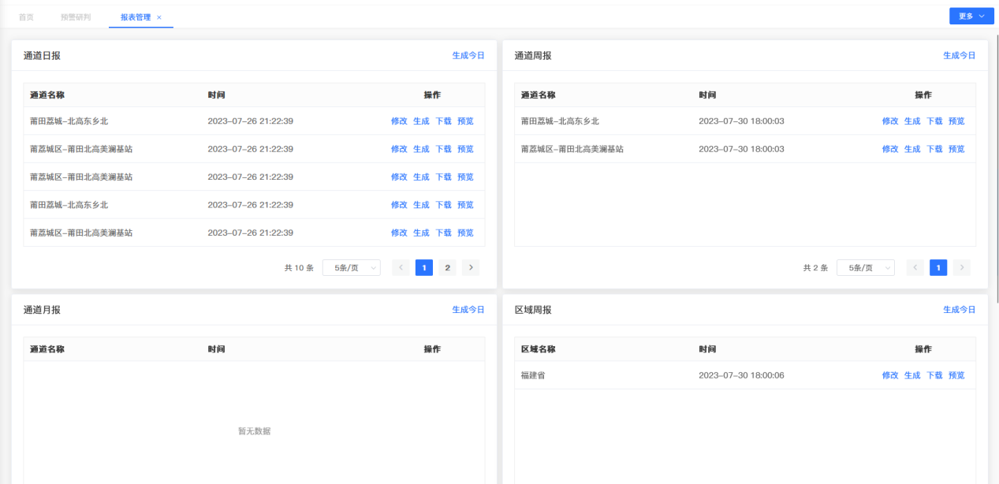 首页 预警研判 报表管理 × 更多
通道日报 生成今日
通道名称 时间 操作
莆田荔城-北高东乡北 2023-07-26 21:22:39 修改 生成 下载 预览
莆荔城区-莆田北高美澜基站 2023-07-26 21:22:39 修改 生成 下载 预览
莆荔城区-莆田北高美澜基站 2023-07-26 21:22:39 修改 生成 下载 预览
莆田荔城-北高东乡北 2023-07-26 21:22:39 修改 生成 下载 预览
莆荔城区-莆田北高美澜基站 2023-07-26 21:22:39 修改 生成 下载 预览
共 10 条 5条/页 < 1 2 >
通道周报 生成今日
通道名称 时间 操作
莆田荔城-北高东乡北 2023-07-30 18:00:03 修改 生成 下载 预览
莆荔城区-莆田北高美澜基站 2023-07-30 18:00:03 修改 生成 下载 预览
共 2 条 5条/页 < 1 >
通道月报 生成今日
通道名称 时间 操作
暂无数据
区域周报 生成今日
区域名称 时间 操作
福建省 2023-07-30 18:00:06 修改 生成 下载 预览